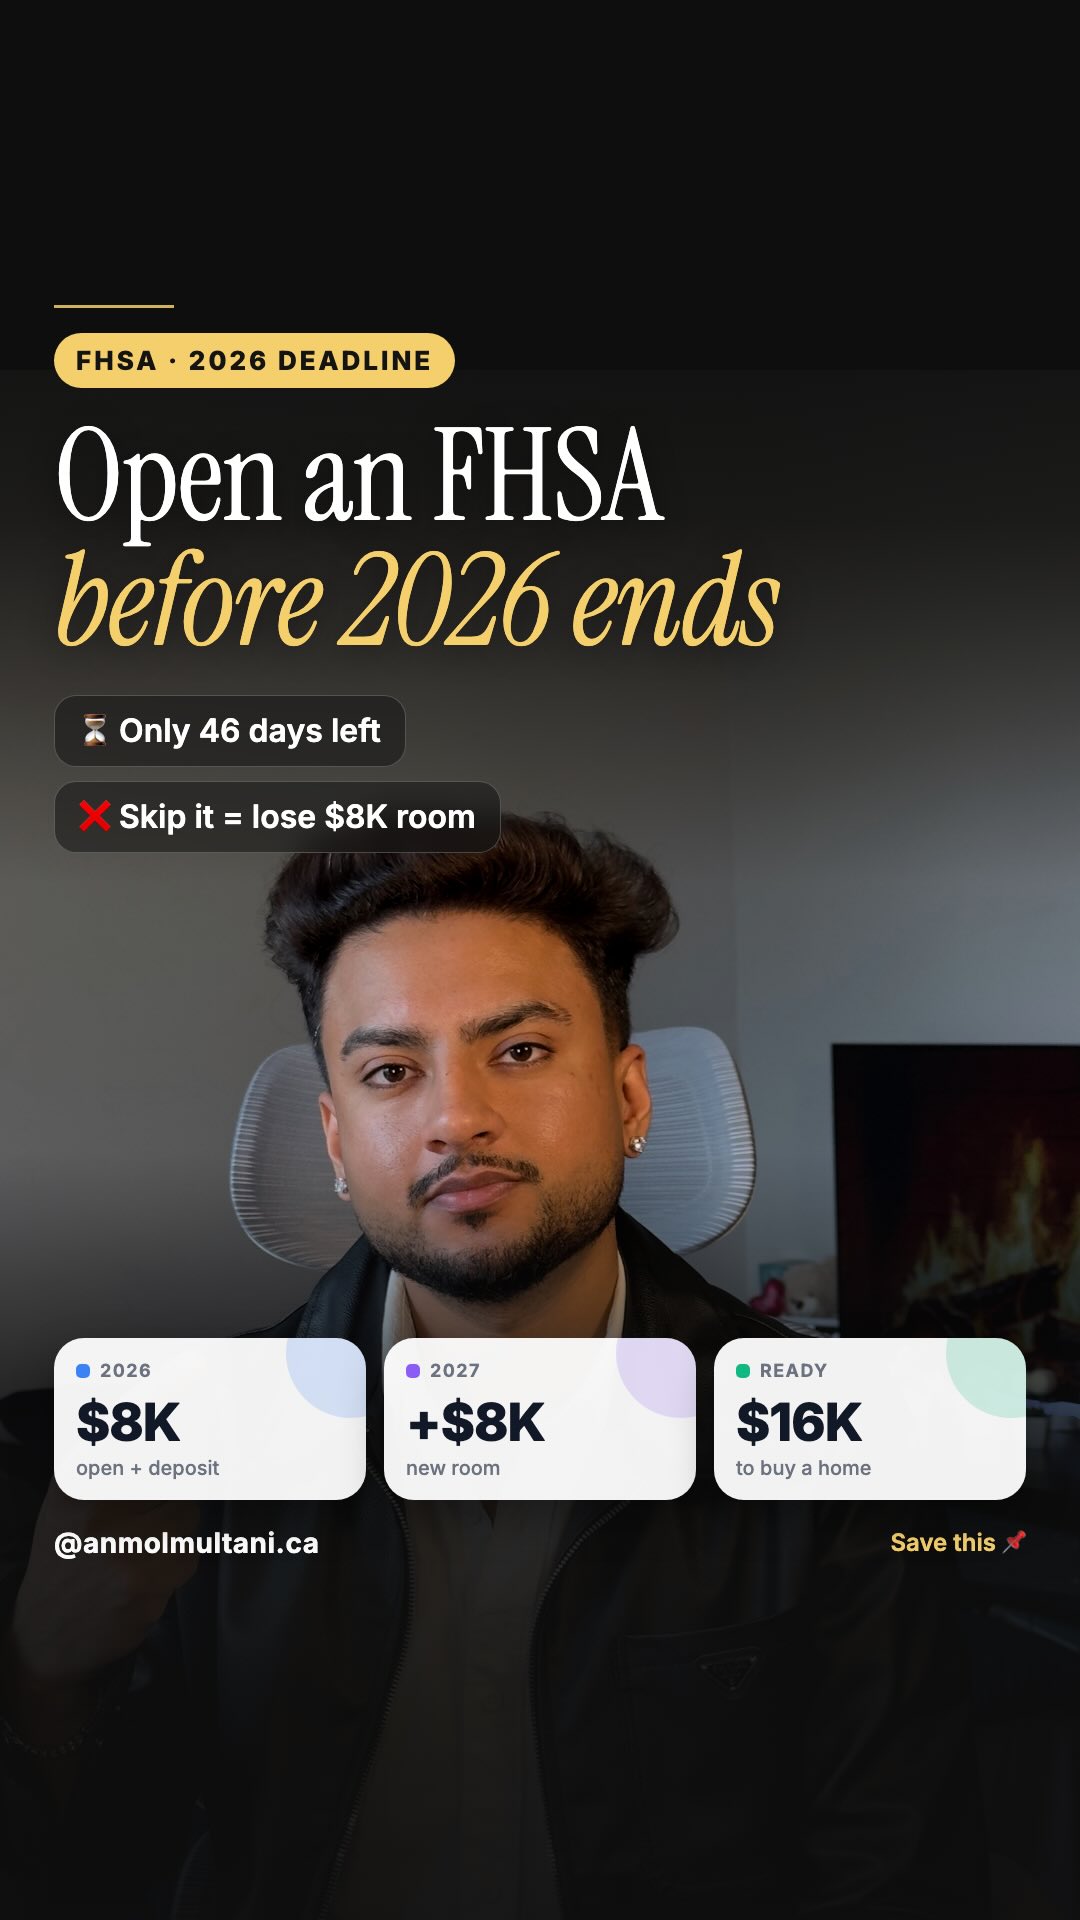 FHSA · 2026 DEADLINE
Open an FHSA
before 2026 ends
⏳ Only 46 days left
❌ Skip it = lose $8K room
2026
$8K
open + deposit
2027
+$8K
new room
READY
$16K
to buy a home
@anmolmultani.ca
Save this 📌